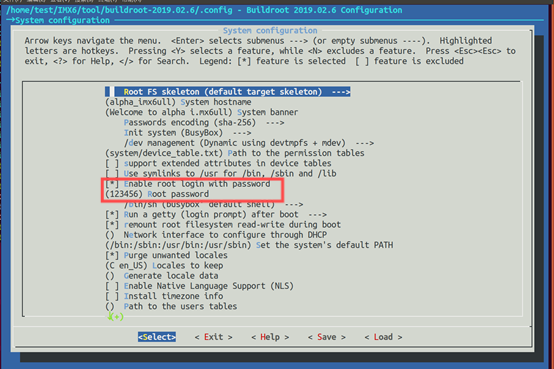 /home/test/IMX6/tool/buildroot-2019.02.6/.config - Buildroot 2019.02.6 Configuration
→System configuration
System configuration
Arrow keys navigate the menu. <Enter> selects submenus ---> (or empty submenus ----). Highlighted
letters are hotkeys. Pressing <Y> selects a feature, while <N> excludes a feature. Press <Esc><Esc> to
exit, <?> for Help, </> for Search. Legend: [*] feature is selected [ ] feature is excluded
Root FS skeleton (default target skeleton) --->
(alpha_imx6ull) System hostname
(Welcome to alpha i.mx6ull) System banner
Passwords encoding (sha-256) --->
Init system (BusyBox) --->
/dev management (Dynamic using devtmpfs + mdev) --->
(system/device_table.txt) Path to the permission tables
[ ] support extended attributes in device tables
[ ] Use symlinks to /usr for /bin, /sbin and /lib
[*] Enable root login with password
(123456) Root password
/bin/sh (busybox' default shell) --->
[*] Run a getty (login prompt) after boot --->
[*] remount root filesystem read-write during boot
() Network interface to configure through DHCP
(/bin:/sbin:/usr/bin:/usr/sbin) Set the system's default PATH
[*] Purge unwanted locales
(C en_US) Locales to keep
() Generate locale data
[ ] Enable Native Language Support (NLS)
[ ] Install timezone info
() Path to the users tables
↓(+)
<Select> < Exit > < Help > < Save > < Load >